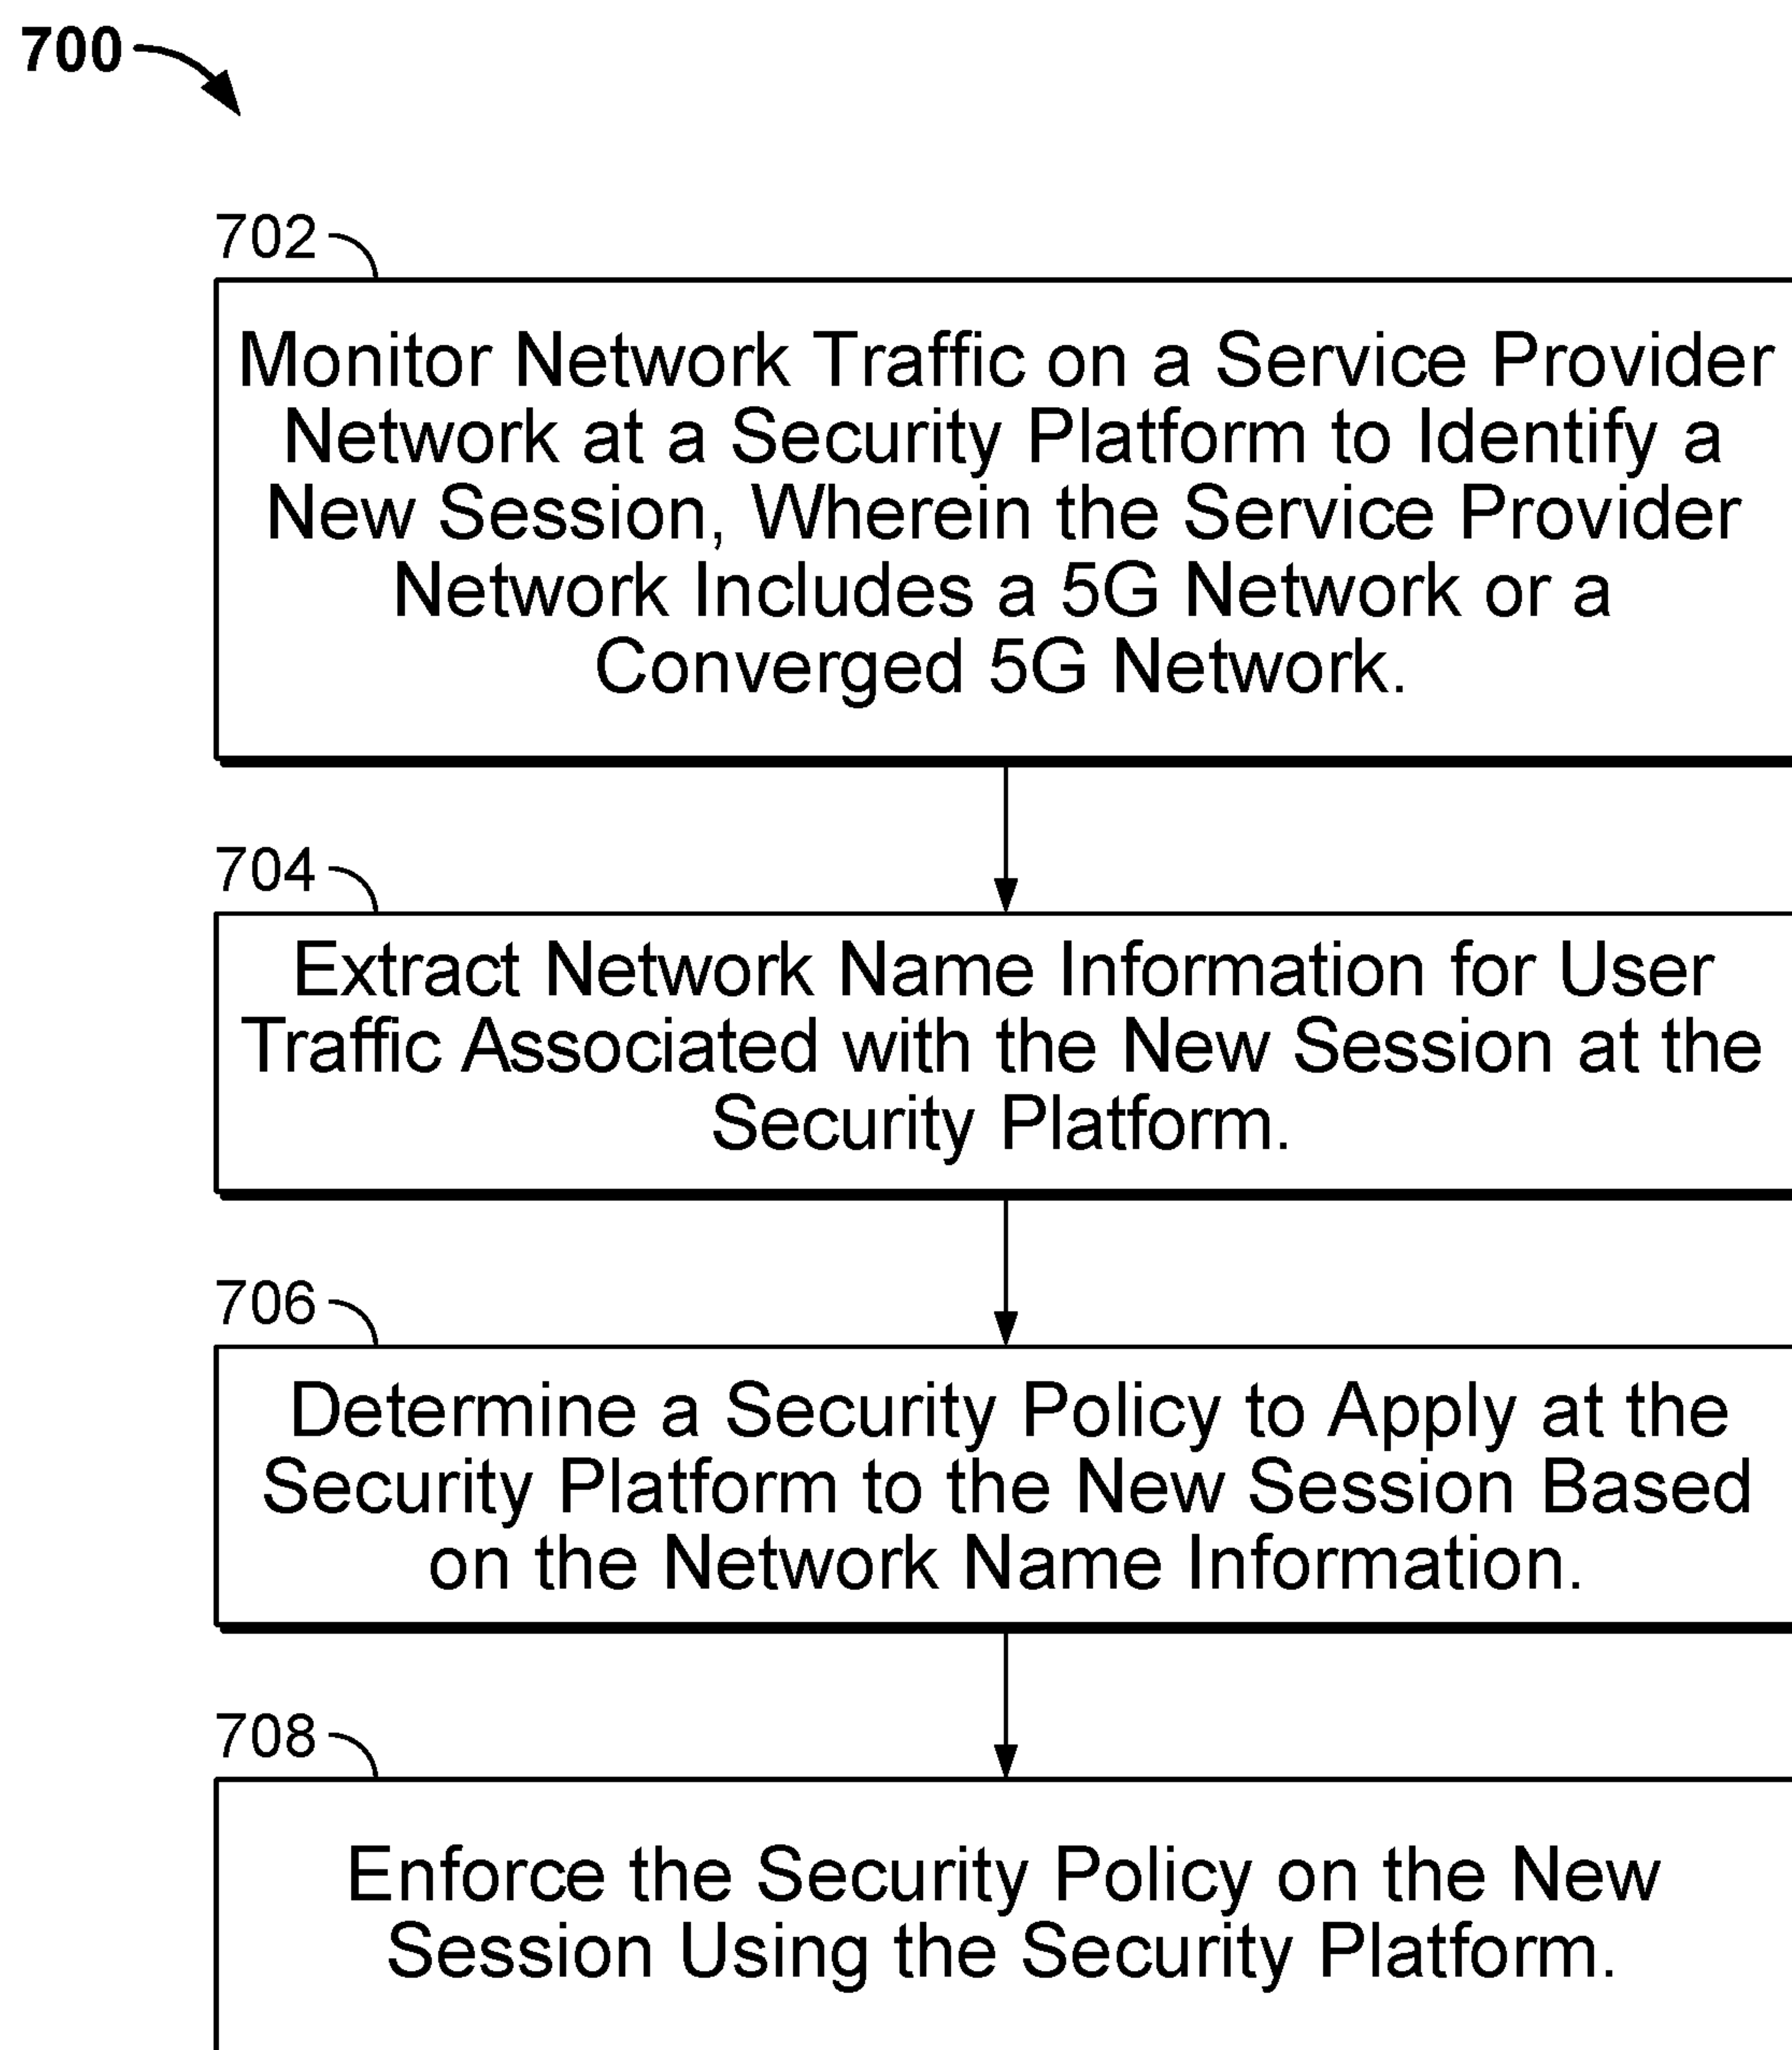 700
702
Monitor Network Traffic on a Service Provider
Network at a Security Platform to Identify a
New Session, Wherein the Service Provider
Network Includes a 5G Network or a
Converged 5G Network.
704
Extract Network Name Information for User
Traffic Associated with the New Session at the
Security Platform.
706
Determine a Security Policy to Apply at the
Security Platform to the New Session Based
on the Network Name Information.
708
Enforce the Security Policy on the New
Session Using the Security Platform.